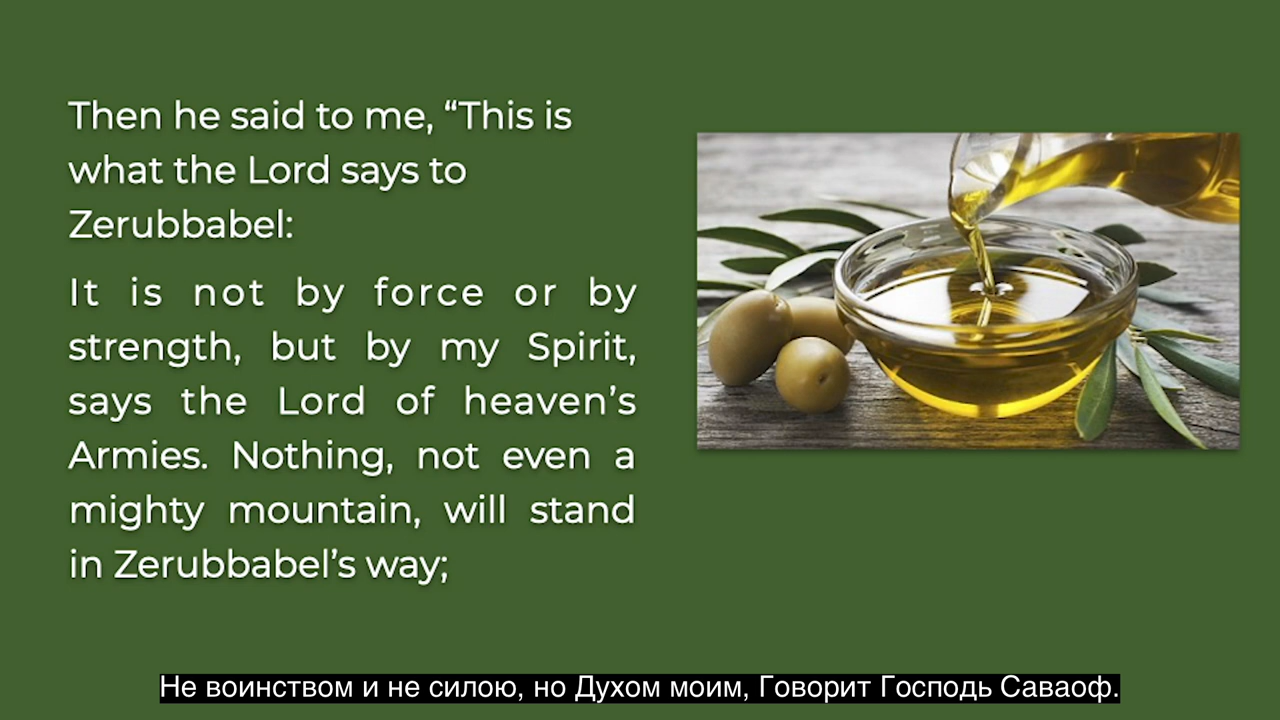 Then he said to me, “This is
what the Lord says to
Zerubbabel:
It is not by force or by
strength, but by my Spirit,
says the Lord of heaven’s
Armies. Nothing, not even a
mighty mountain, will stand
in Zerubbabel’s way;
Не воинством и не силою, но Духом моим, Говорит Господь Саваоф.